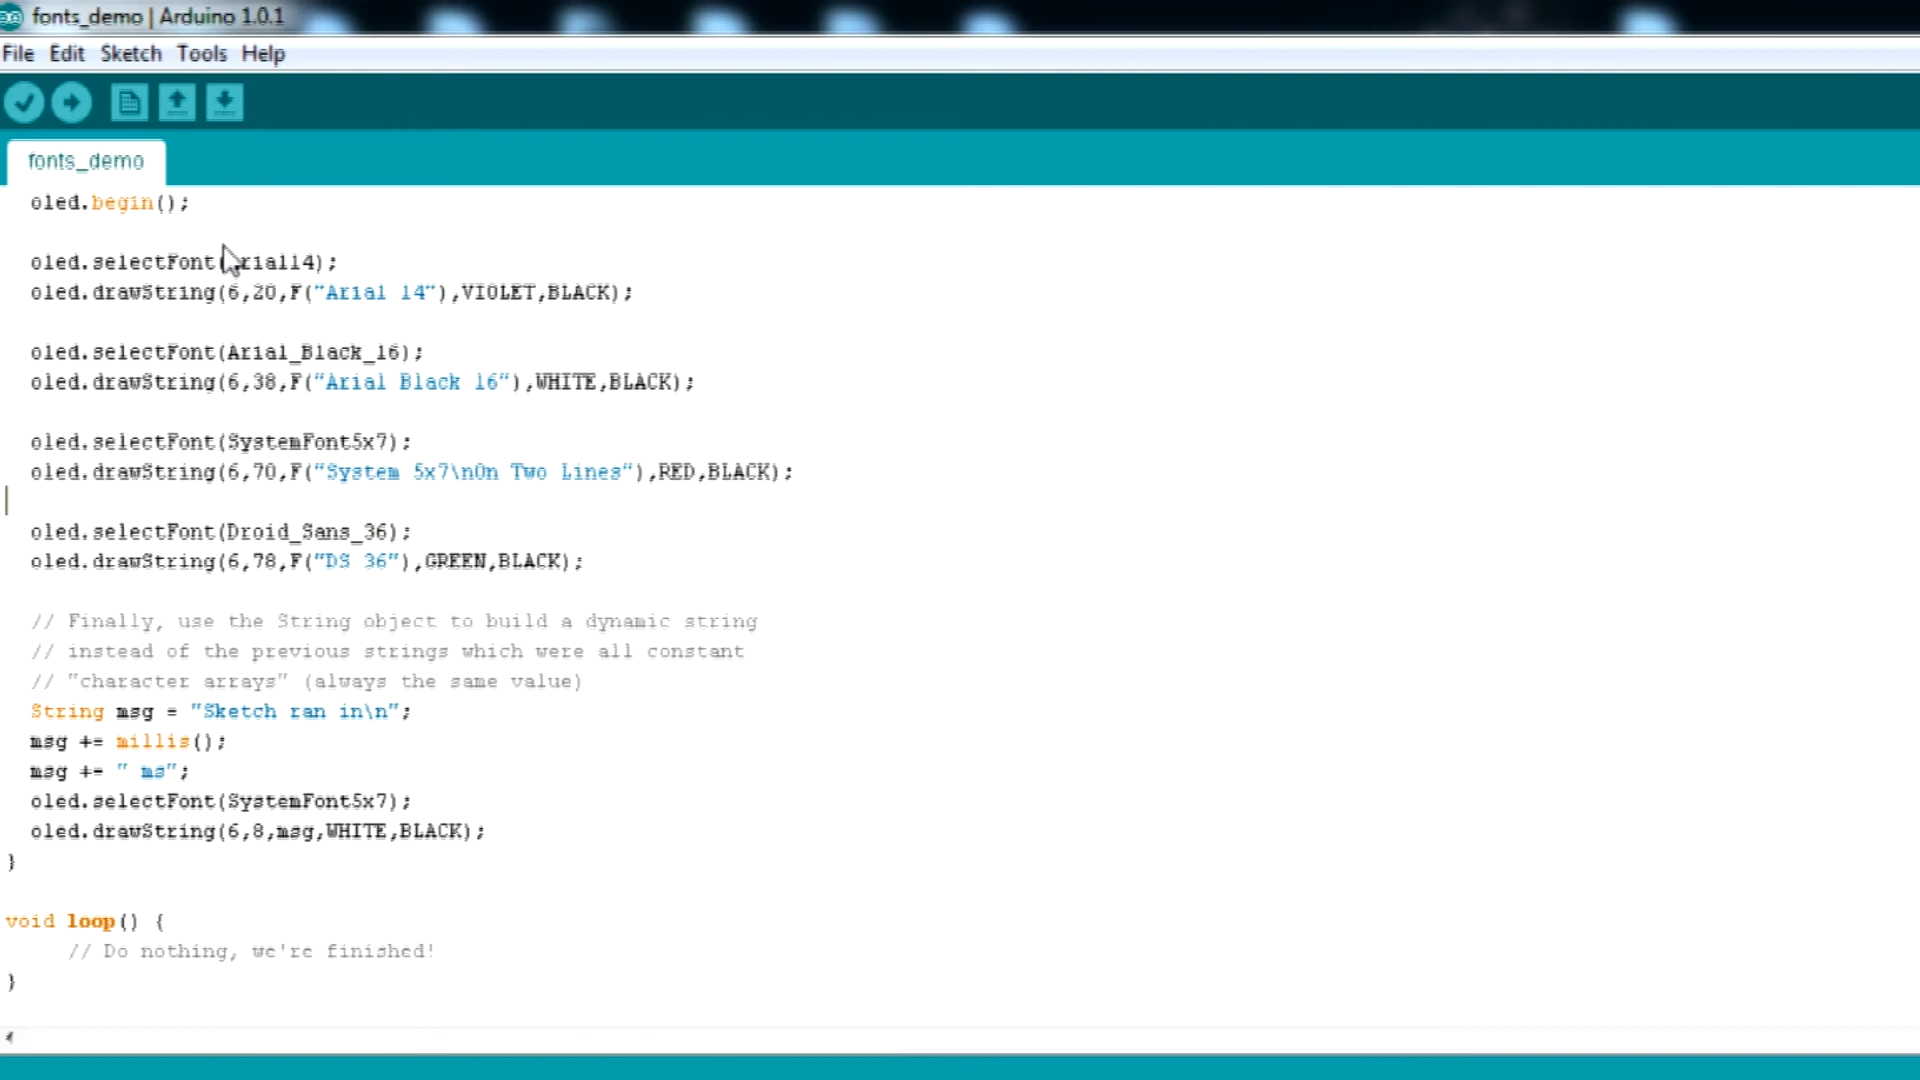 fonts_demo | Arduino 1.0.1
File Edit Sketch Tools Help
fonts_demo
oled.begin();
oled.selectFont(Arial14);
oled.drawString(6,20,F("Arial 14"),VIOLET,BLACK);
oled.selectFont(Arial_Black_16);
oled.drawString(6,38,F("Arial Black 16"),WHITE,BLACK);
oled.selectFont(SystemFont5x7);
oled.drawString(6,70,F("System 5x7\nOn Two Lines"),RED,BLACK);
oled.selectFont(Droid_Sans_36);
oled.drawString(6,78,F("DS 36"),GREEN,BLACK);
// Finally, use the String object to build a dynamic string
// instead of the previous strings which were all constant
// "character arrays" (always the same value)
String msg = "Sketch ran in\n";
msg += millis();
msg += " ms";
oled.selectFont(SystemFont5x7);
oled.drawString(6,8,msg,WHITE,BLACK);
}
void loop() {
// Do nothing, we're finished!
}